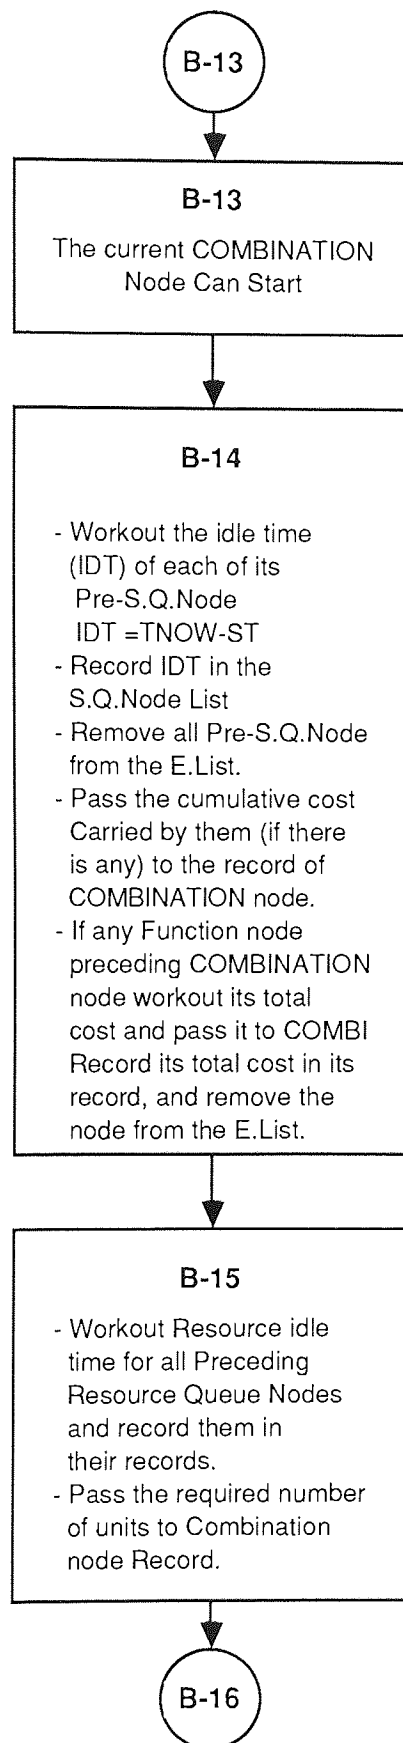 B-13
B-13
The current COMBINATION
Node Can Start
B-14
- Workout the idle time
(IDT) of each of its
Pre-S.Q.Node
IDT =TNOW-ST
- Record IDT in the
S.Q.Node List
- Remove all Pre-S.Q.Node
from the E.List.
- Pass the cumulative cost
Carried by them (if there
is any) to the record of
COMBINATION node.
- If any Function node
preceding COMBINATION
node workout its total
cost and pass it to COMBI
Record its total cost in its
record, and remove the
node from the E.List.
B-15
- Workout Resource idle
time for all Preceding
Resource Queue Nodes
and record them in
their records.
- Pass the required number
of units to Combination
node Record.
B-16